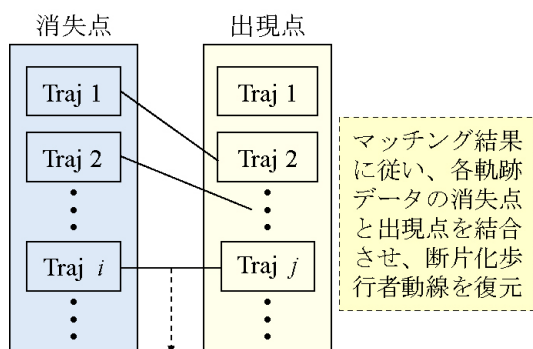 消失点
出現点
Traj 1
Traj 1
Traj 2
Traj 2
Traj i
Traj j
マッチング結果
に従い、各軌跡
データの消失点
と出現点を結合
させ、断片化歩
行者動線を復元